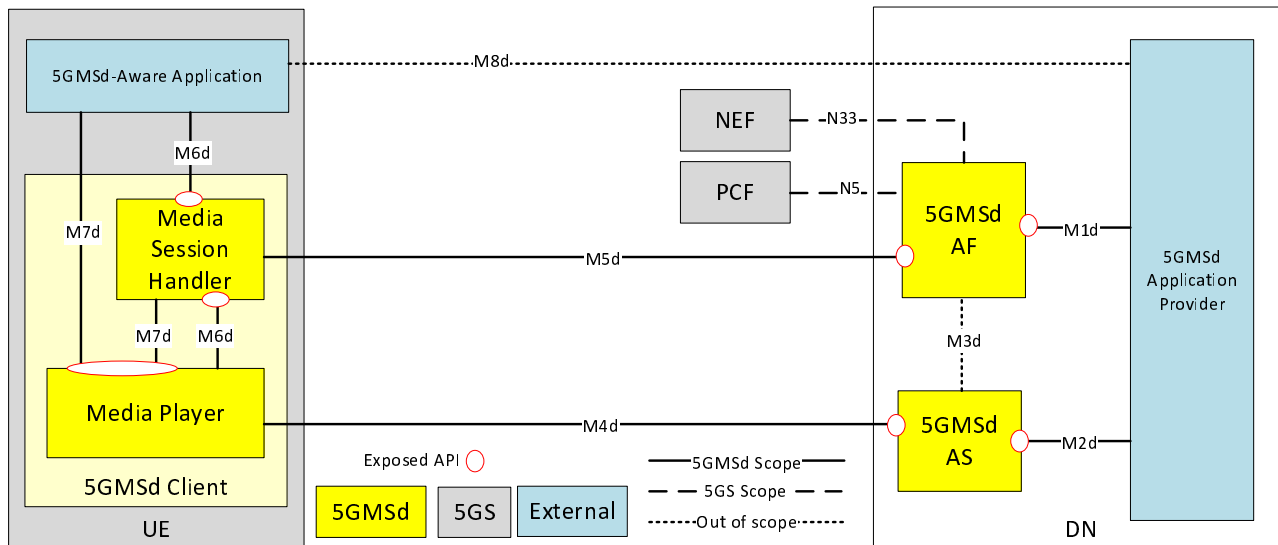 5GMSd-Aware Application
M8d
NEF
N33
M6d
PCF
N5
M7d
Media
Session
Handler
5GMSd
AF
M1d
M5d
5GMSd
Application
Provider
M7d
M6d
M3d
Media Player
M4d
5GMSd
AS
M2d
5GMSd Client
UE
Exposed API
5GMSd
5GS
External
5GMSd Scope
5GS Scope
Out of scope
DN